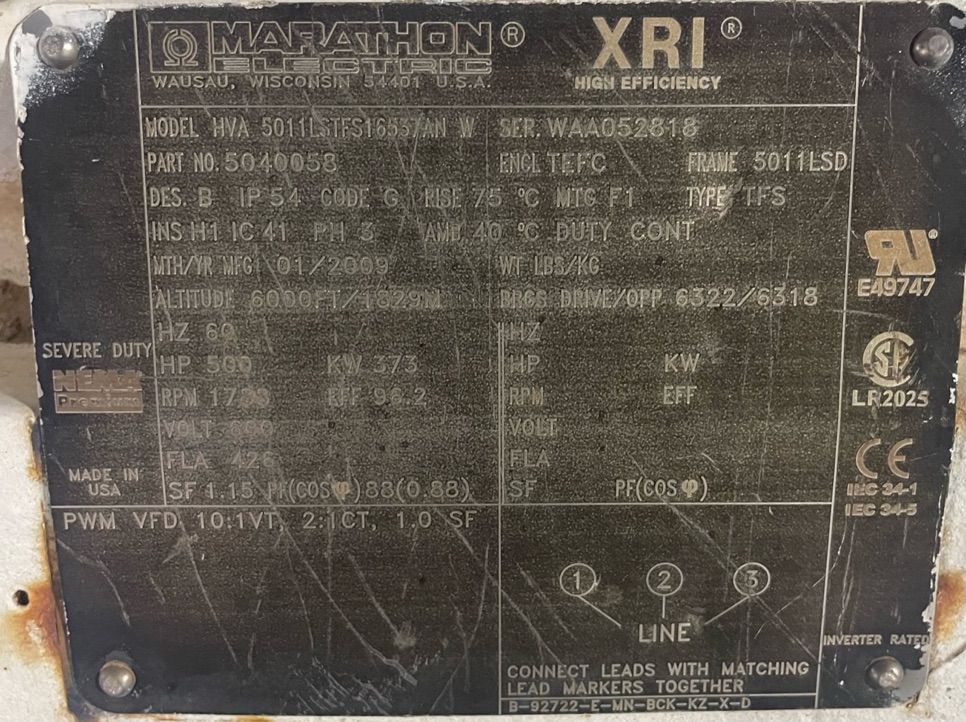 MARATHON ® XRI ®
ELECTRIC
WAUSAU, WISCONSIN 54401 U.S.A. HIGH EFFICIENCY
MODEL HVA W SER. WAA052818
PART NO. 5040058 ENCL TEFC FRAME 5011LSD
DES. B IP 54 CODE G RISE 75 °C MTG F1 TYPE TFS
INS H1 IC 41 PH 3 AMB 40 °C DUTY CONT
MTH/YR MFG 01/2009 WT LBS/KG
ALTITUDE 6000FT/1829M BRGS DRIVE/OPP 6322/6318
HZ 60 HZ
HP 500 KW 373 HP KW
RPM EFF 96.2 RPM EFF
VOLT VOLT
FLA FLA
SF 1.15 PF(COS φ) 88(0.88) SF PF(COS φ)
SEVERE DUTY
NEMA
Premium
MADE IN
USA
PWM VFD, 10:1VT, 2:1CT, 1.0 SF
1 2 3
LINE
CONNECT LEADS WITH MATCHING
LEAD MARKERS TOGETHER
B-92722-E-MN-BCK-KZ-X-D
RU ®
E49747
SP
LR2025
CE
IEC 34-1
IEC 34-5
INVERTER RATED